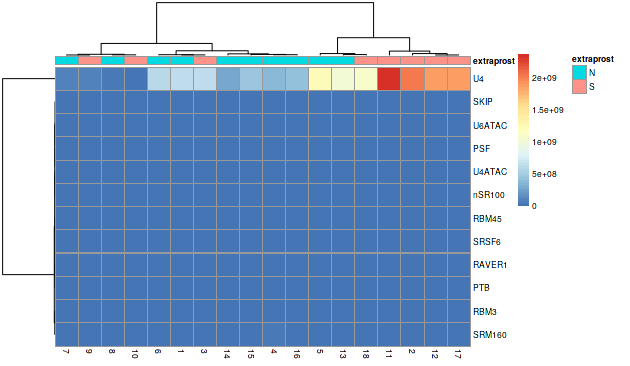 extraprost
extraprost
N
S
U4
SKIP
U6ATAC
PSF
U4ATAC
nSR100
RBM45
SRSF6
RAVER1
PTB
RBM3
SRM160
2e+09
1.5e+09
1e+09
5e+08
0
7 9 8 10 6 1 3 14 15 4 16 5 13 18 11 2 12 17